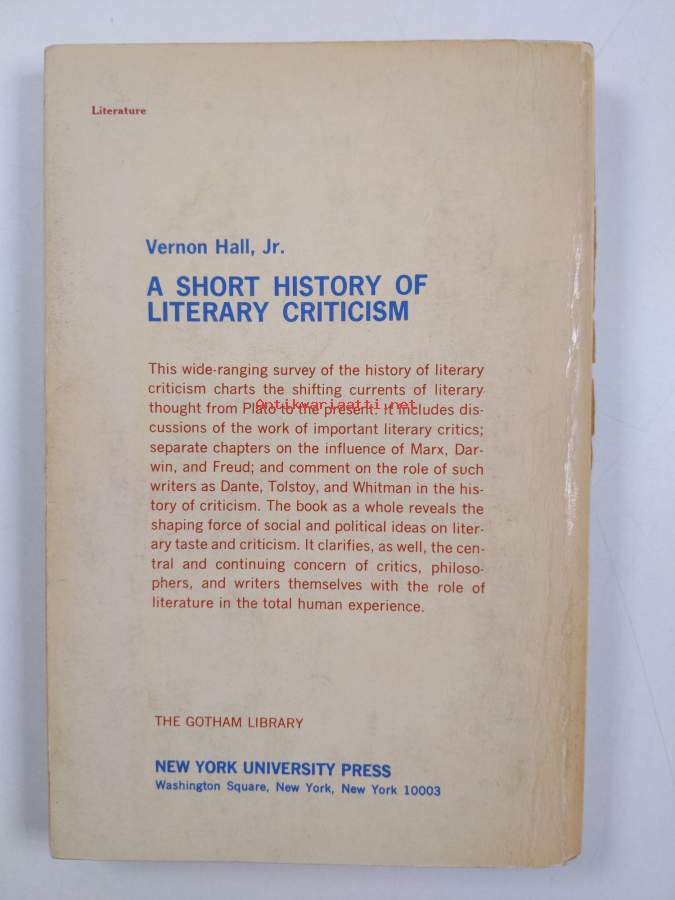 Literature
Vernon Hall, Jr.
A SHORT HISTORY OF
LITERARY CRITICISM
This wide-ranging survey of the history of literary
criticism charts the shifting currents of literary
Antikvariaatti.net
thought from Plato to the present. It includes dis-
cussions of the work of important literary critics;
separate chapters on the influence of Marx, Dar-
win, and Freud; and comment on the role of such
writers as Dante, Tolstoy, and Whitman in the his-
tory of criticism. The book as a whole reveals the
shaping force of social and political ideas on liter-
ary taste and criticism. It clarifies, as well, the cen-
tral and continuing concern of critics, philoso-
phers, and writers themselves with the role of
literature in the total human experience.
THE GOTHAM LIBRARY
NEW YORK UNIVERSITY PRESS
Washington Square, New York, New York 10003